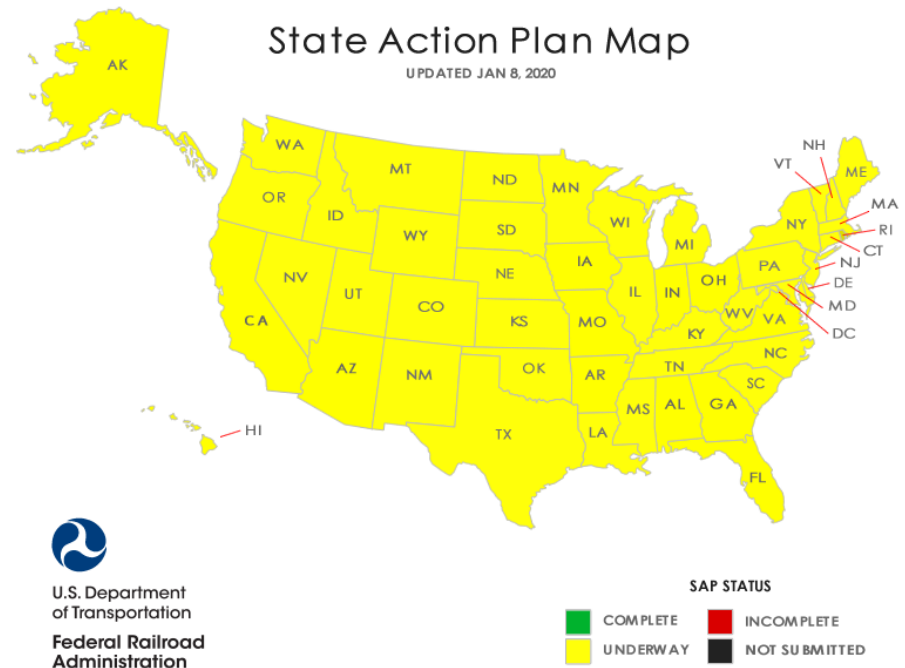 State Action Plan Map
UPDATED JAN 8, 2020
AK
WA
MT
ND
MN
OR
ID
WY
SD
WI
MI
NH
VT
ME
NY
MA
RI
CT
NJ
DE
MD
DC
NV
UT
CO
NE
IA
IL
IN
OH
PA
CA
KS
MO
KY
WV
VA
AZ
NM
OK
AR
TN
NC
SC
TX
LA
MS
AL
GA
FL
HI
U.S. Department
of Transportation
Federal Railroad
Administration
SAP STATUS
COMPLETE
INCOMPLETE
UNDERWAY
NOT SUBMITTED